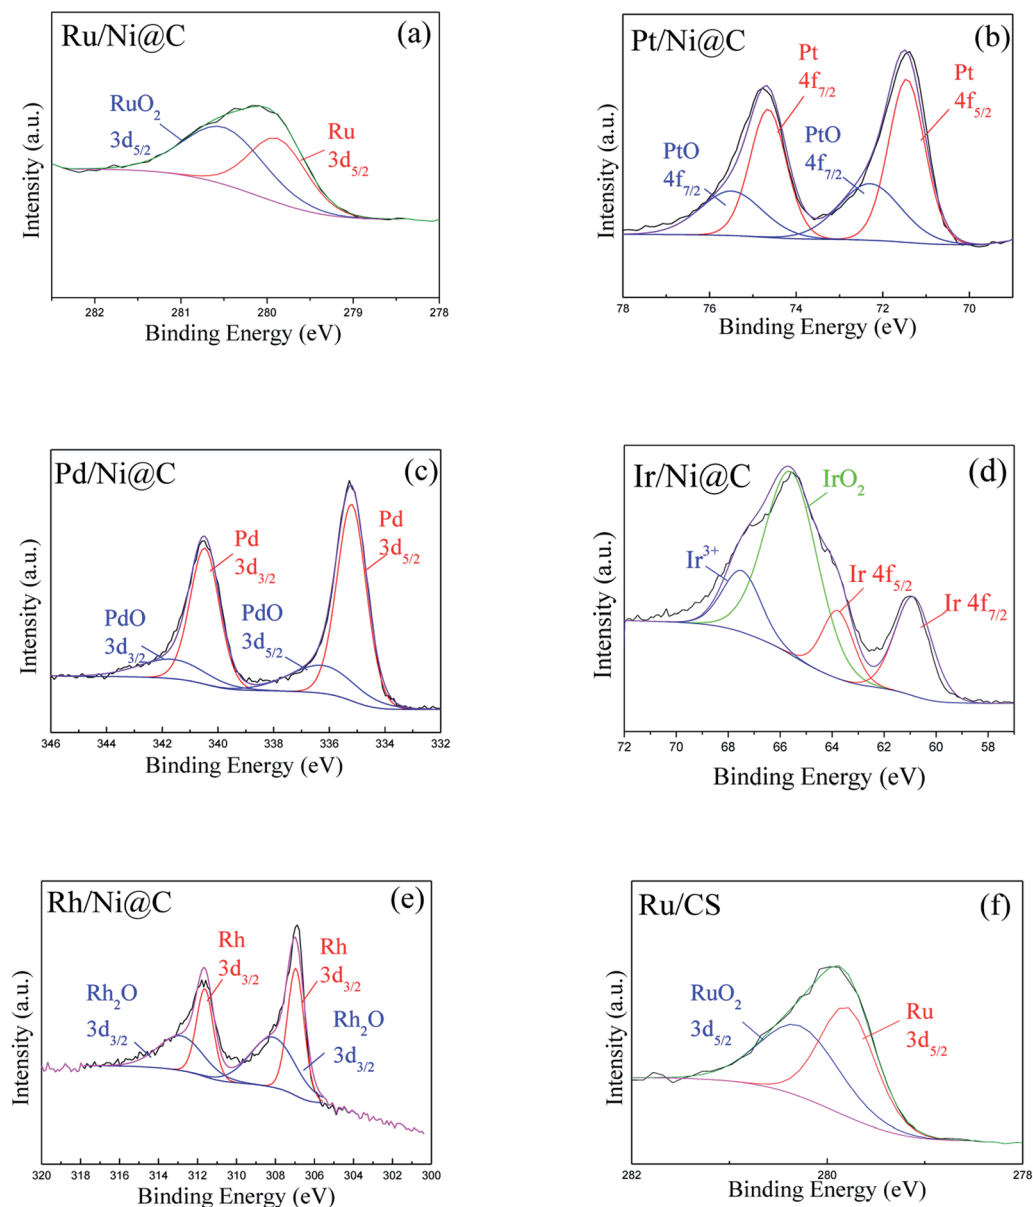 Ru/Ni@C
(a)
RuO2
3d5/2
Ru
3d5/2
Intensity (a.u.)
282 281 280 279 278
Binding Energy (eV)
Pt/Ni@C
(b)
Pt
4f7/2
Pt
4f5/2
PtO
4f7/2
PtO
4f7/2
Intensity (a.u.)
78 76 74 72 70
Binding Energy (eV)
Pd/Ni@C
(c)
Pd
3d5/2
Pd
3d3/2
PdO
3d3/2
PdO
3d5/2
Intensity (a.u.)
346 344 342 340 338 336 334 332
Binding Energy (eV)
Ir/Ni@C
(d)
IrO2
Ir3+
Ir 4f5/2
Ir 4f7/2
Intensity (a.u.)
72 70 68 66 64 62 60 58
Binding Energy (eV)
Rh/Ni@C
(e)
Rh
3d3/2
Rh
3d3/2
Rh2O
3d3/2
Rh2O
3d3/2
Intensity (a.u.)
320 318 316 314 312 310 308 306 304 302 300
Binding Energy (eV)
Ru/CS
(f)
RuO2
3d5/2
Ru
3d5/2
Intensity (a.u.)
282 280 278
Binding Energy (eV)